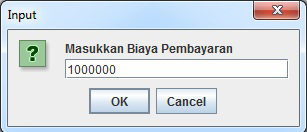 Input
Masukkan Biaya Pembayaran
1000000
OK Cancel